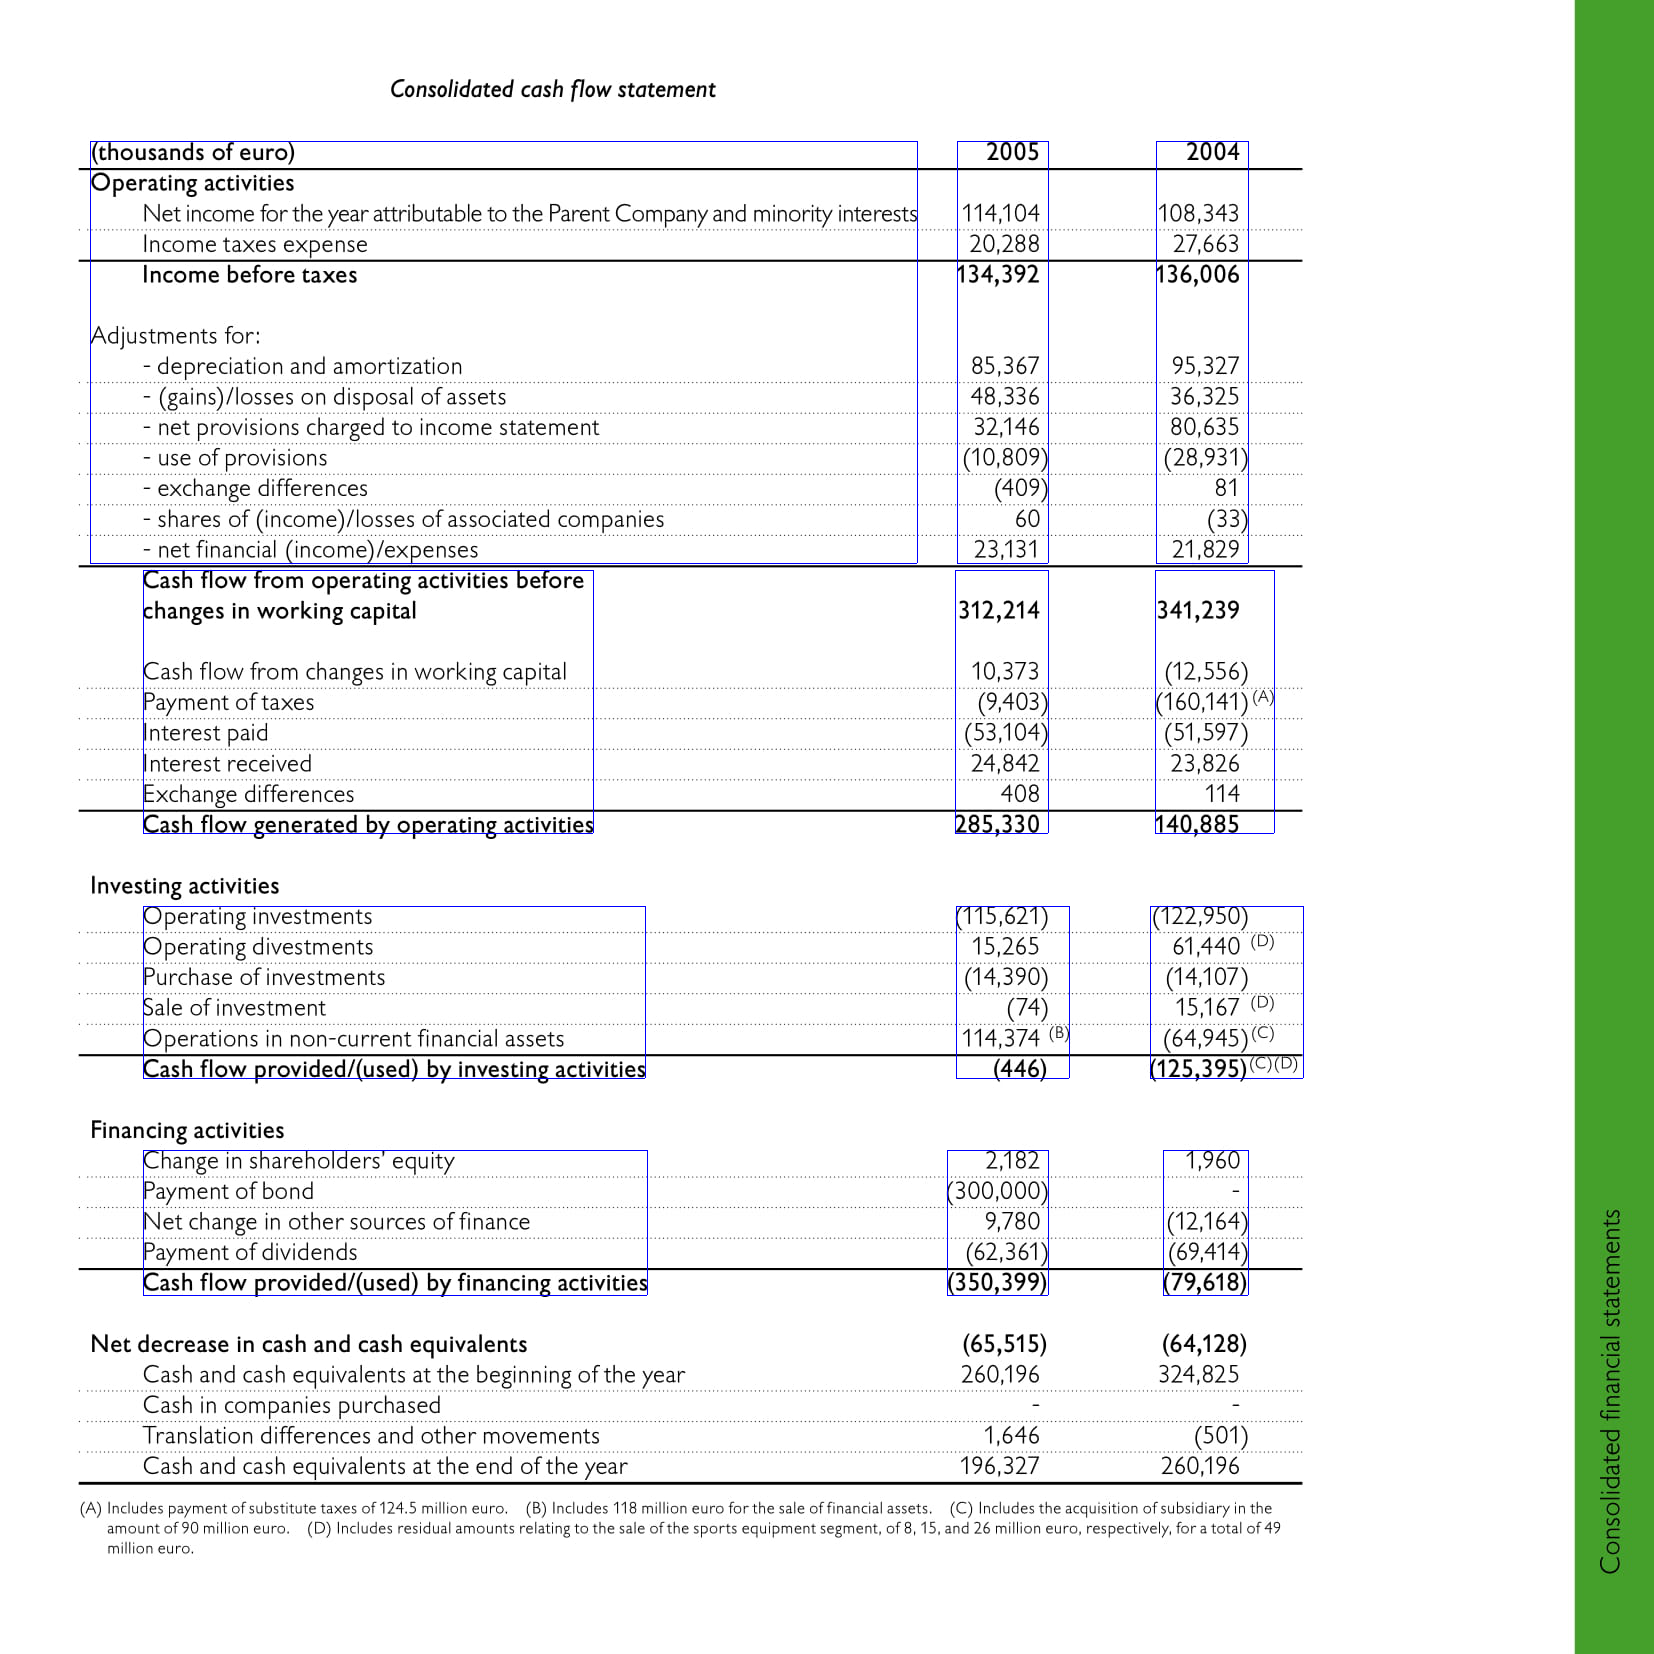 Consolidated cash flow statement
(thousands of euro) 2005 2004
Operating activities
Net income for the year attributable to the Parent Company and minority interests 114,104 108,343
Income taxes expense 20,288 27,663
Income before taxes 134,392 136,006
Adjustments for:
- depreciation and amortization 85,367 95,327
- (gains)/losses on disposal of assets 48,336 36,325
- net provisions charged to income statement 32,146 80,635
- use of provisions (10,809) (28,931)
- exchange differences (409) 81
- shares of (income)/losses of associated companies 60 (33)
- net financial (income)/expenses 23,131 21,829
Cash flow from operating activities before
changes in working capital 312,214 341,239
Cash flow from changes in working capital 10,373 (12,556)
Payment of taxes (9,403) (160,141) (A)
Interest paid (53,104) (51,597)
Interest received 24,842 23,826
Exchange differences 408 114
Cash flow generated by operating activities 285,330 140,885
Investing activities
Operating investments (115,621) (122,950)
Operating divestments 15,265 61,440 (D)
Purchase of investments (14,390) (14,107)
Sale of investment (74) 15,167 (D)
Operations in non-current financial assets 114,374 (B) (64,945) (C)
Cash flow provided/(used) by investing activities (446) (125,395) (C)(D)
Financing activities
Change in shareholders' equity 2,182 1,960
Payment of bond (300,000) -
Net change in other sources of finance 9,780 (12,164)
Payment of dividends (62,361) (69,414)
Cash flow provided/(used) by financing activities (350,399) (79,618)
Net decrease in cash and cash equivalents (65,515) (64,128)
Cash and cash equivalents at the beginning of the year 260,196 324,825
Cash in companies purchased - -
Translation differences and other movements 1,646 (501)
Cash and cash equivalents at the end of the year 196,327 260,196
(A) Includes payment of substitute taxes of 124.5 million euro. (B) Includes 118 million euro for the sale of financial assets. (C) Includes the acquisition of subsidiary in the
amount of 90 million euro. (D) Includes residual amounts relating to the sale of the sports equipment segment, of 8, 15, and 26 million euro, respectively, for a total of 49
million euro.
Consolidated financial statements